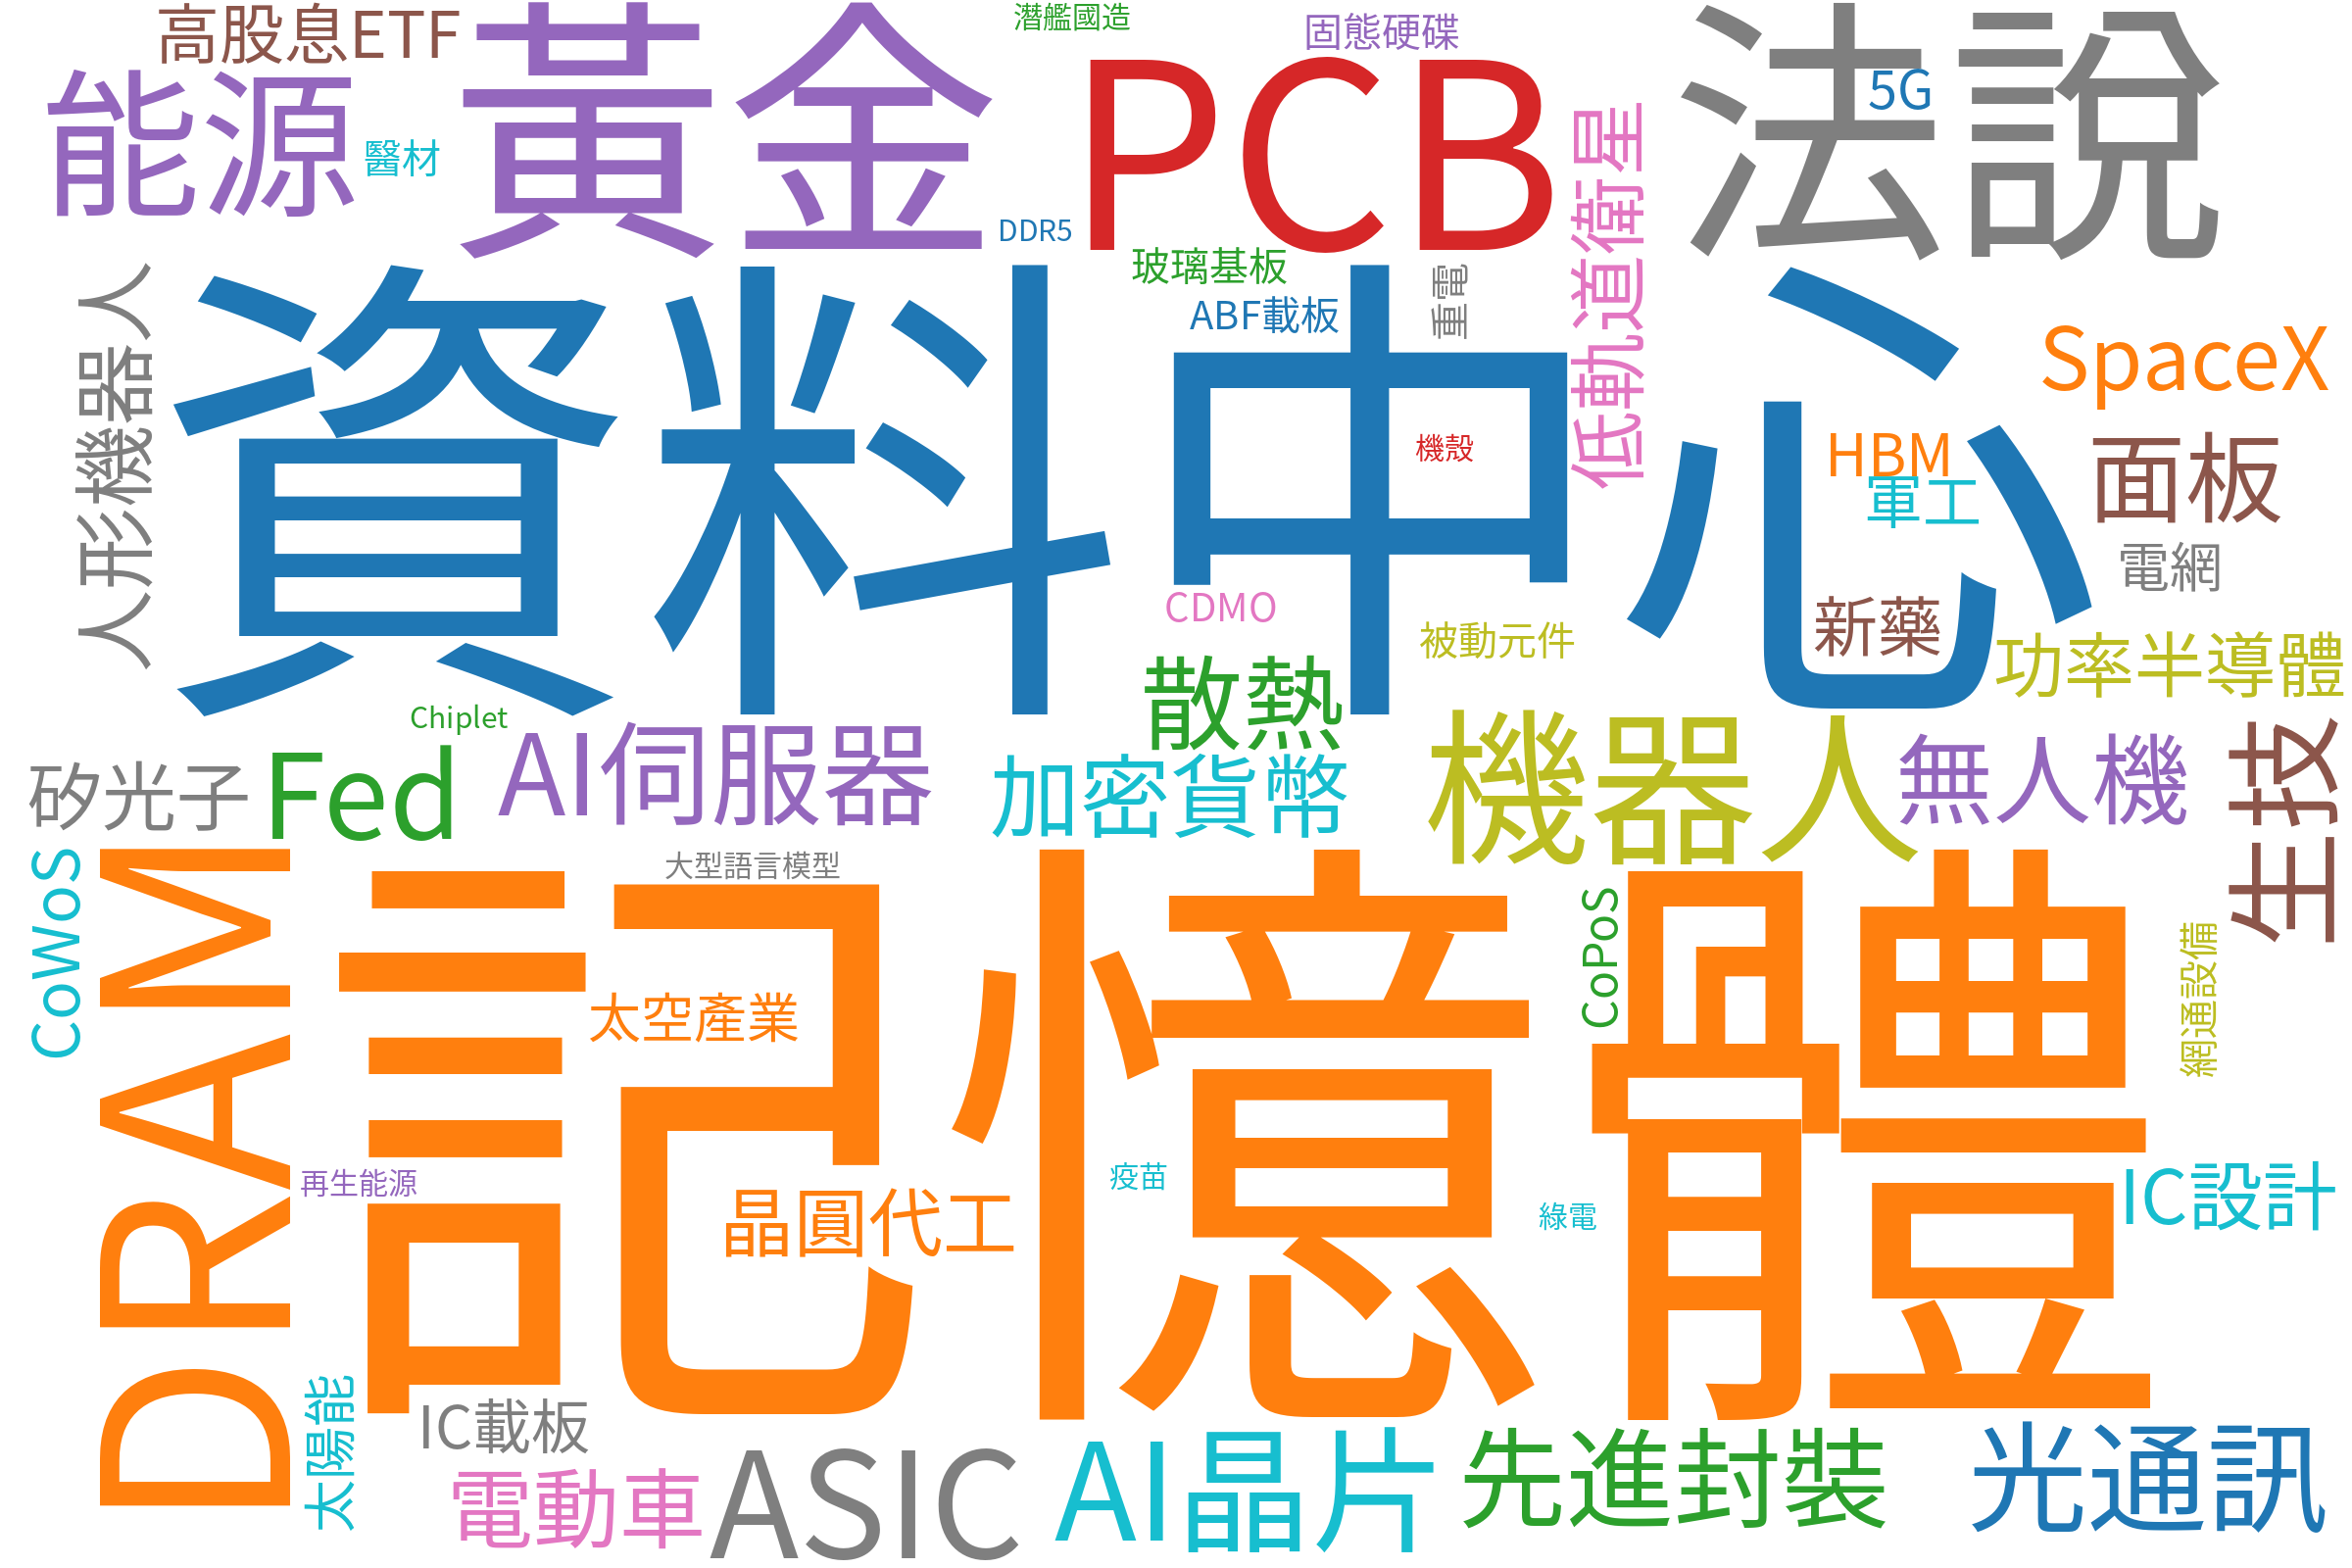 高股息ETF
潛艦國造
固態硬碟
黃金
PCB
法說
5G
能源
醫材
DDR5
玻璃基板
ABF載板
重電
低軌道衛星
人形機器人
資料中心
SpaceX
機殼
HBM
軍工
面板
電網
CDMO
被動元件
新藥
功率半導體
散熱
Chiplet
矽光子
Fed
AI伺服器
加密貨幣
機器人
無人機
生技
CoWoS
DRAM
大型語言模型
記憶體
太空產業
CoPoS
網通設備
再生能源
晶圓代工
疫苗
綠電
IC設計
太陽能
IC載板
電動車
ASIC
AI晶片
先進封裝
光通訊